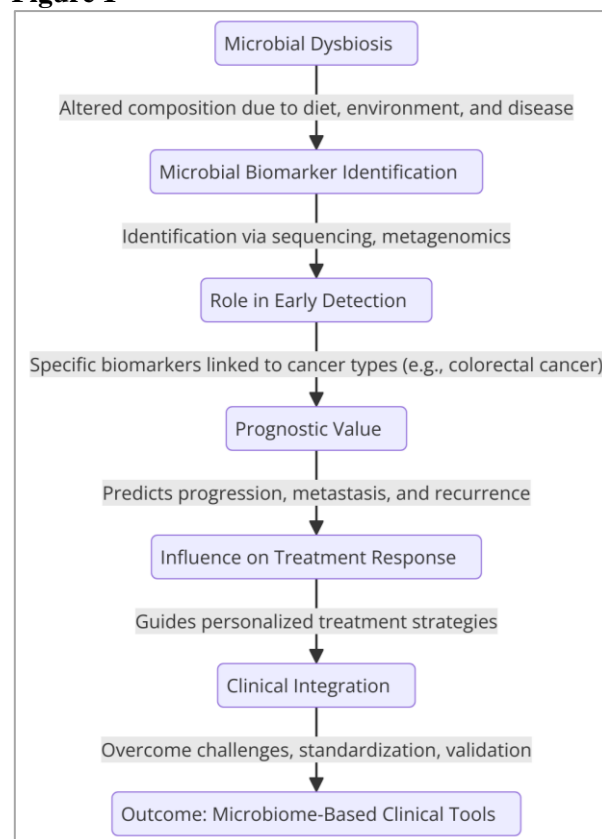 Figure 1
Microbial Dysbiosis
Altered composition due to diet, environment, and disease
Microbial Biomarker Identification
Identification via sequencing, metagenomics
Role in Early Detection
Specific biomarkers linked to cancer types (e.g., colorectal cancer)
Prognostic Value
Predicts progression, metastasis, and recurrence
Influence on Treatment Response
Guides personalized treatment strategies
Clinical Integration
Overcome challenges, standardization, validation
Outcome: Microbiome-Based Clinical Tools